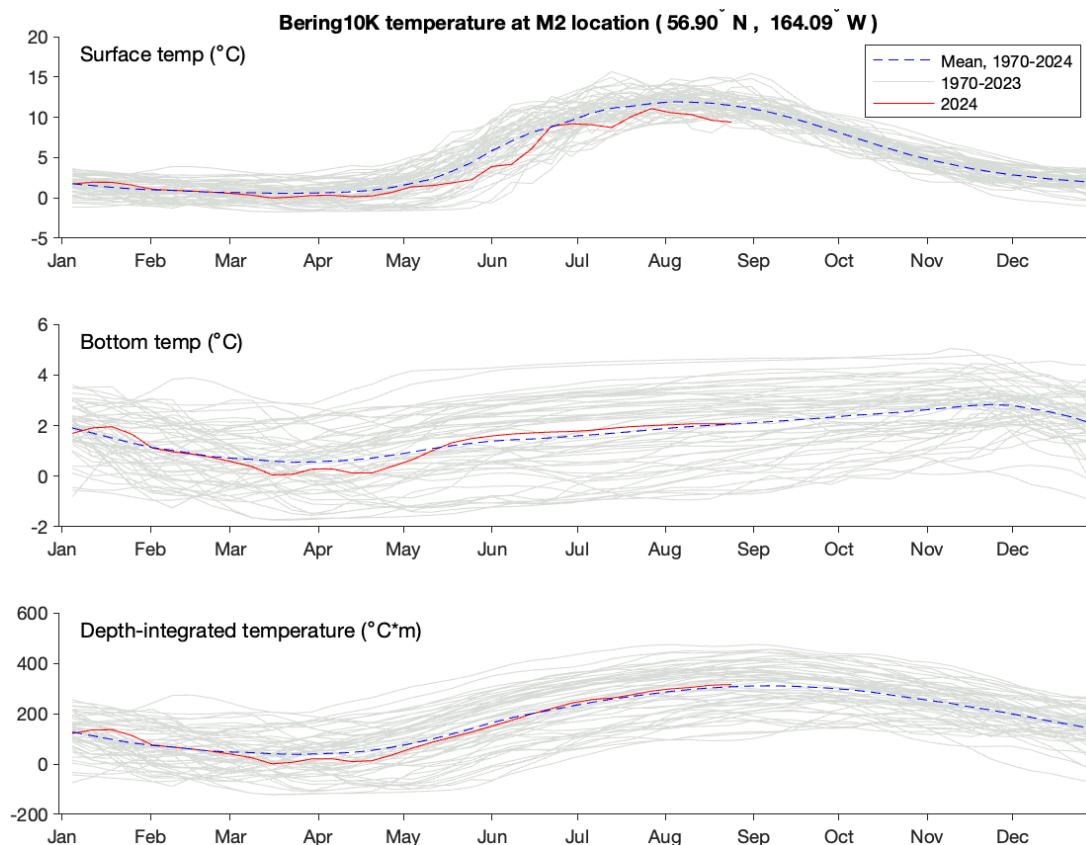 Bering10K temperature at M2 location ( 56.90° N , 164.09° W )
Surface temp (°C)
Mean, 1970-2024
1970-2023
2024
20
15
10
5
0
-5
Jan Feb Mar Apr May Jun Jul Aug Sep Oct Nov Dec
Bottom temp (°C)
6
4
2
0
-2
Jan Feb Mar Apr May Jun Jul Aug Sep Oct Nov Dec
Depth-integrated temperature (°C*m)
600
400
200
0
-200
Jan Feb Mar Apr May Jun Jul Aug Sep Oct Nov Dec